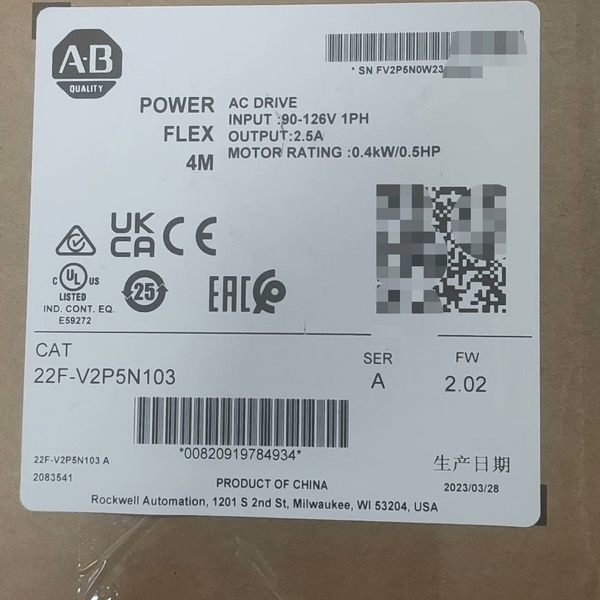 A-B
QUALITY
* SN FV2P5N0W23
POWER
FLEX
4M
AC DRIVE
INPUT :90-126V 1PH
OUTPUT:2.5A
MOTOR RATING :0.4kW/0.5HP
UK
CA CE
C UL US
LISTED
IND. CONT. EQ.
E59272
25
EAC
CAT
22F-V2P5N103
SER
A
FW
2.02
*00820919784934*
22F-V2P5N103 A
2083541
生产日期
2023/03/28
PRODUCT OF CHINA
Rockwell Automation, 1201 S 2nd St, Milwaukee, WI 53204, USA